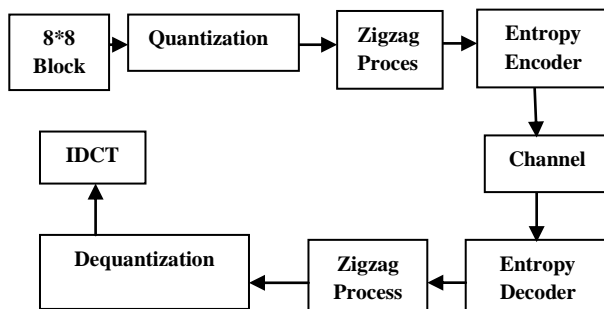 8*8
Block
Quantization
Zigzag
Proces
Entropy
Encoder
Channel
Entropy
Decoder
Zigzag
Process
Dequantization
IDCT